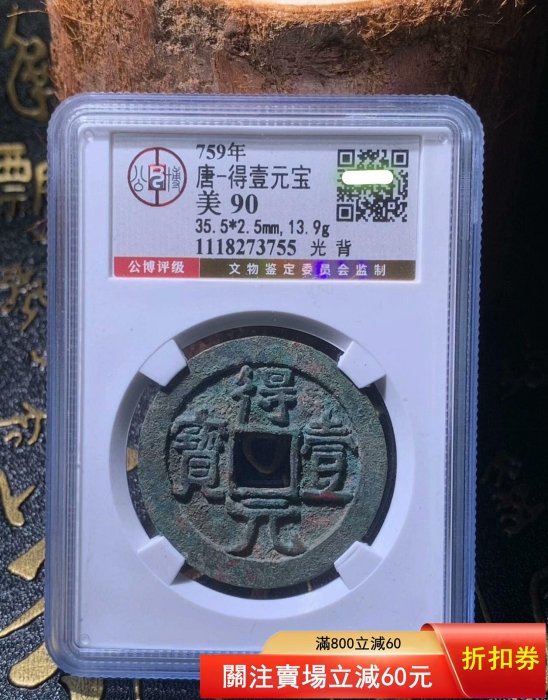 759年
唐-得壹元宝
美 90
35.5*2.5mm,13.9g
1118273755 光 背
公博评级
文物鉴定委员会监制
得壹元寶
滿800立減60
關注賣場立減60元
折扣券